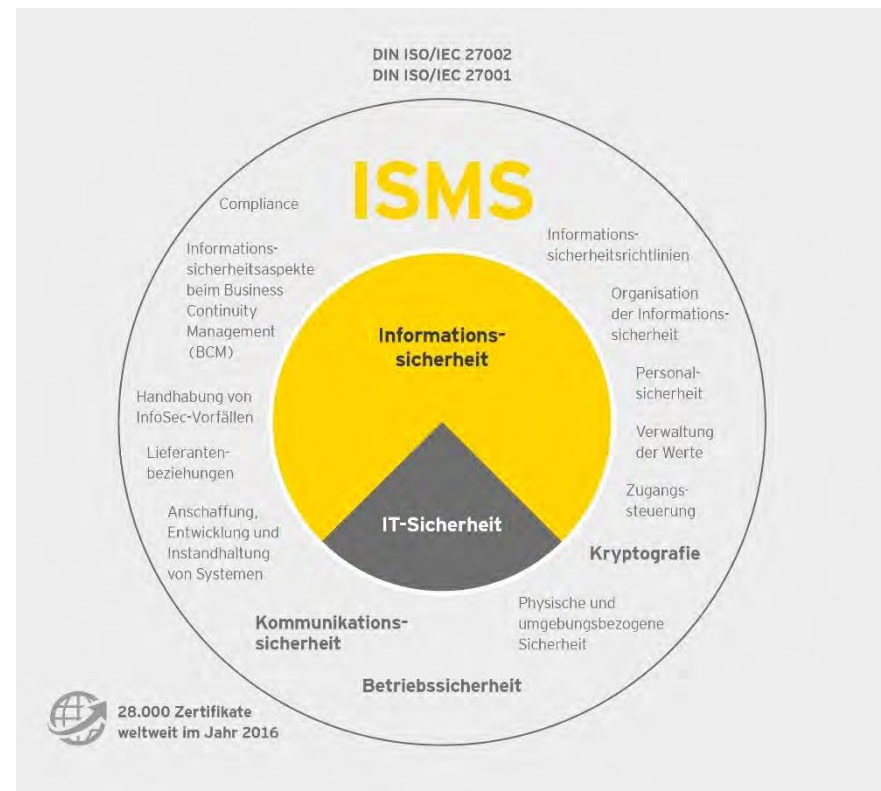 DIN ISO/IEC 27002
DIN ISO/IEC 27001
ISMS
Informations-
sicherheitsrichtlinien
Organisation
der Informations-
sicherheit
Personal-
sicherheit
Verwaltung
der Werte
Zugangs-
steuerung
Kryptografie
Physische und
umgebungsbezogene
Sicherheit
Betriebssicherheit
Kommunikations-
sicherheit
Anschaffung,
Entwicklung und
Instandhaltung
von Systemen
Lieferanten-
beziehungen
Handhabung von
InfoSec-Vorfällen
Informations-
sicherheitsaspekte
beim Business
Continuity
Management
(BCM)
Compliance
Informations-
sicherheit
IT-Sicherheit
28.000 Zertifikate
weltweit im Jahr 2016